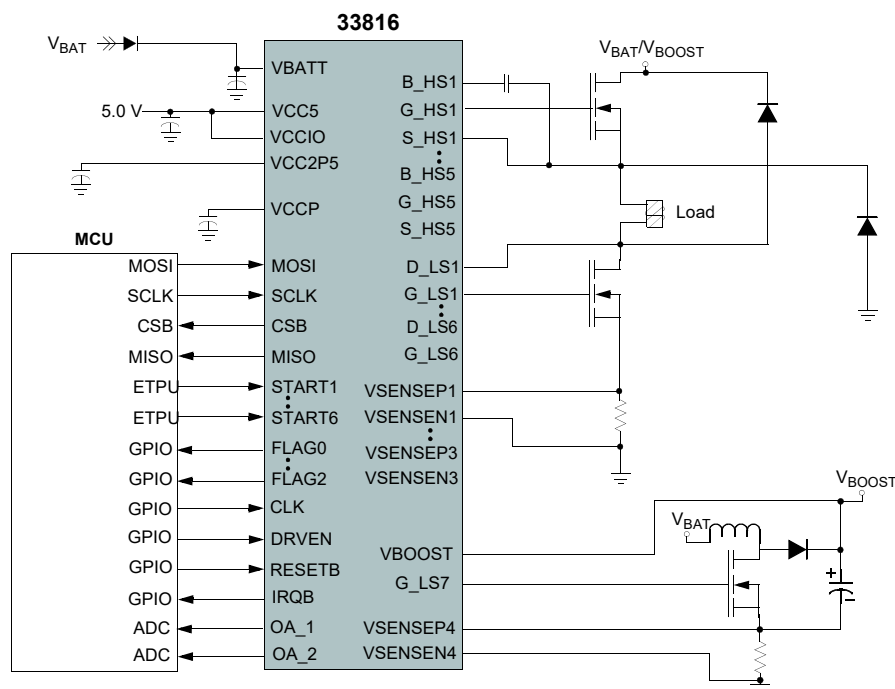 33816
VBAT
5.0 V
VBATT
VCC5
VCCIO
VCC2P5
VCCP
MCU
MOSI
SCLK
CSB
MISO
ETPU
ETPU
GPIO
GPIO
GPIO
GPIO
GPIO
GPIO
ADC
ADC
MOSI
SCLK
CSB
MISO
START1
START6
FLAG0
FLAG2
CLK
DRVEN
RESETB
IRQB
OA_1
OA_2
B_HS1
G_HS1
S_HS1
B_HS5
G_HS5
S_HS5
D_LS1
G_LS1
D_LS6
G_LS6
VSENSEP1
VSENSEN1
VSENSEP3
VSENSEN3
VBOOST
G_LS7
VSENSEP4
VSENSEN4
VBAT/VBOOST
Load
VBOOST
VBAT
+
-